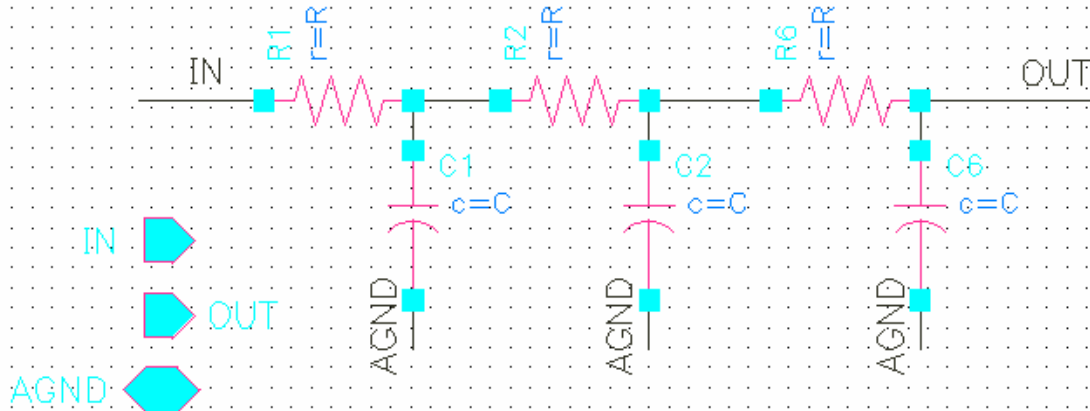 R1
r=R
R2
r=R
R6
r=R
IN
OUT
C1
c=C
C2
c=C
C6
c=C
IN
OUT
AGND
AGND
AGND
AGND